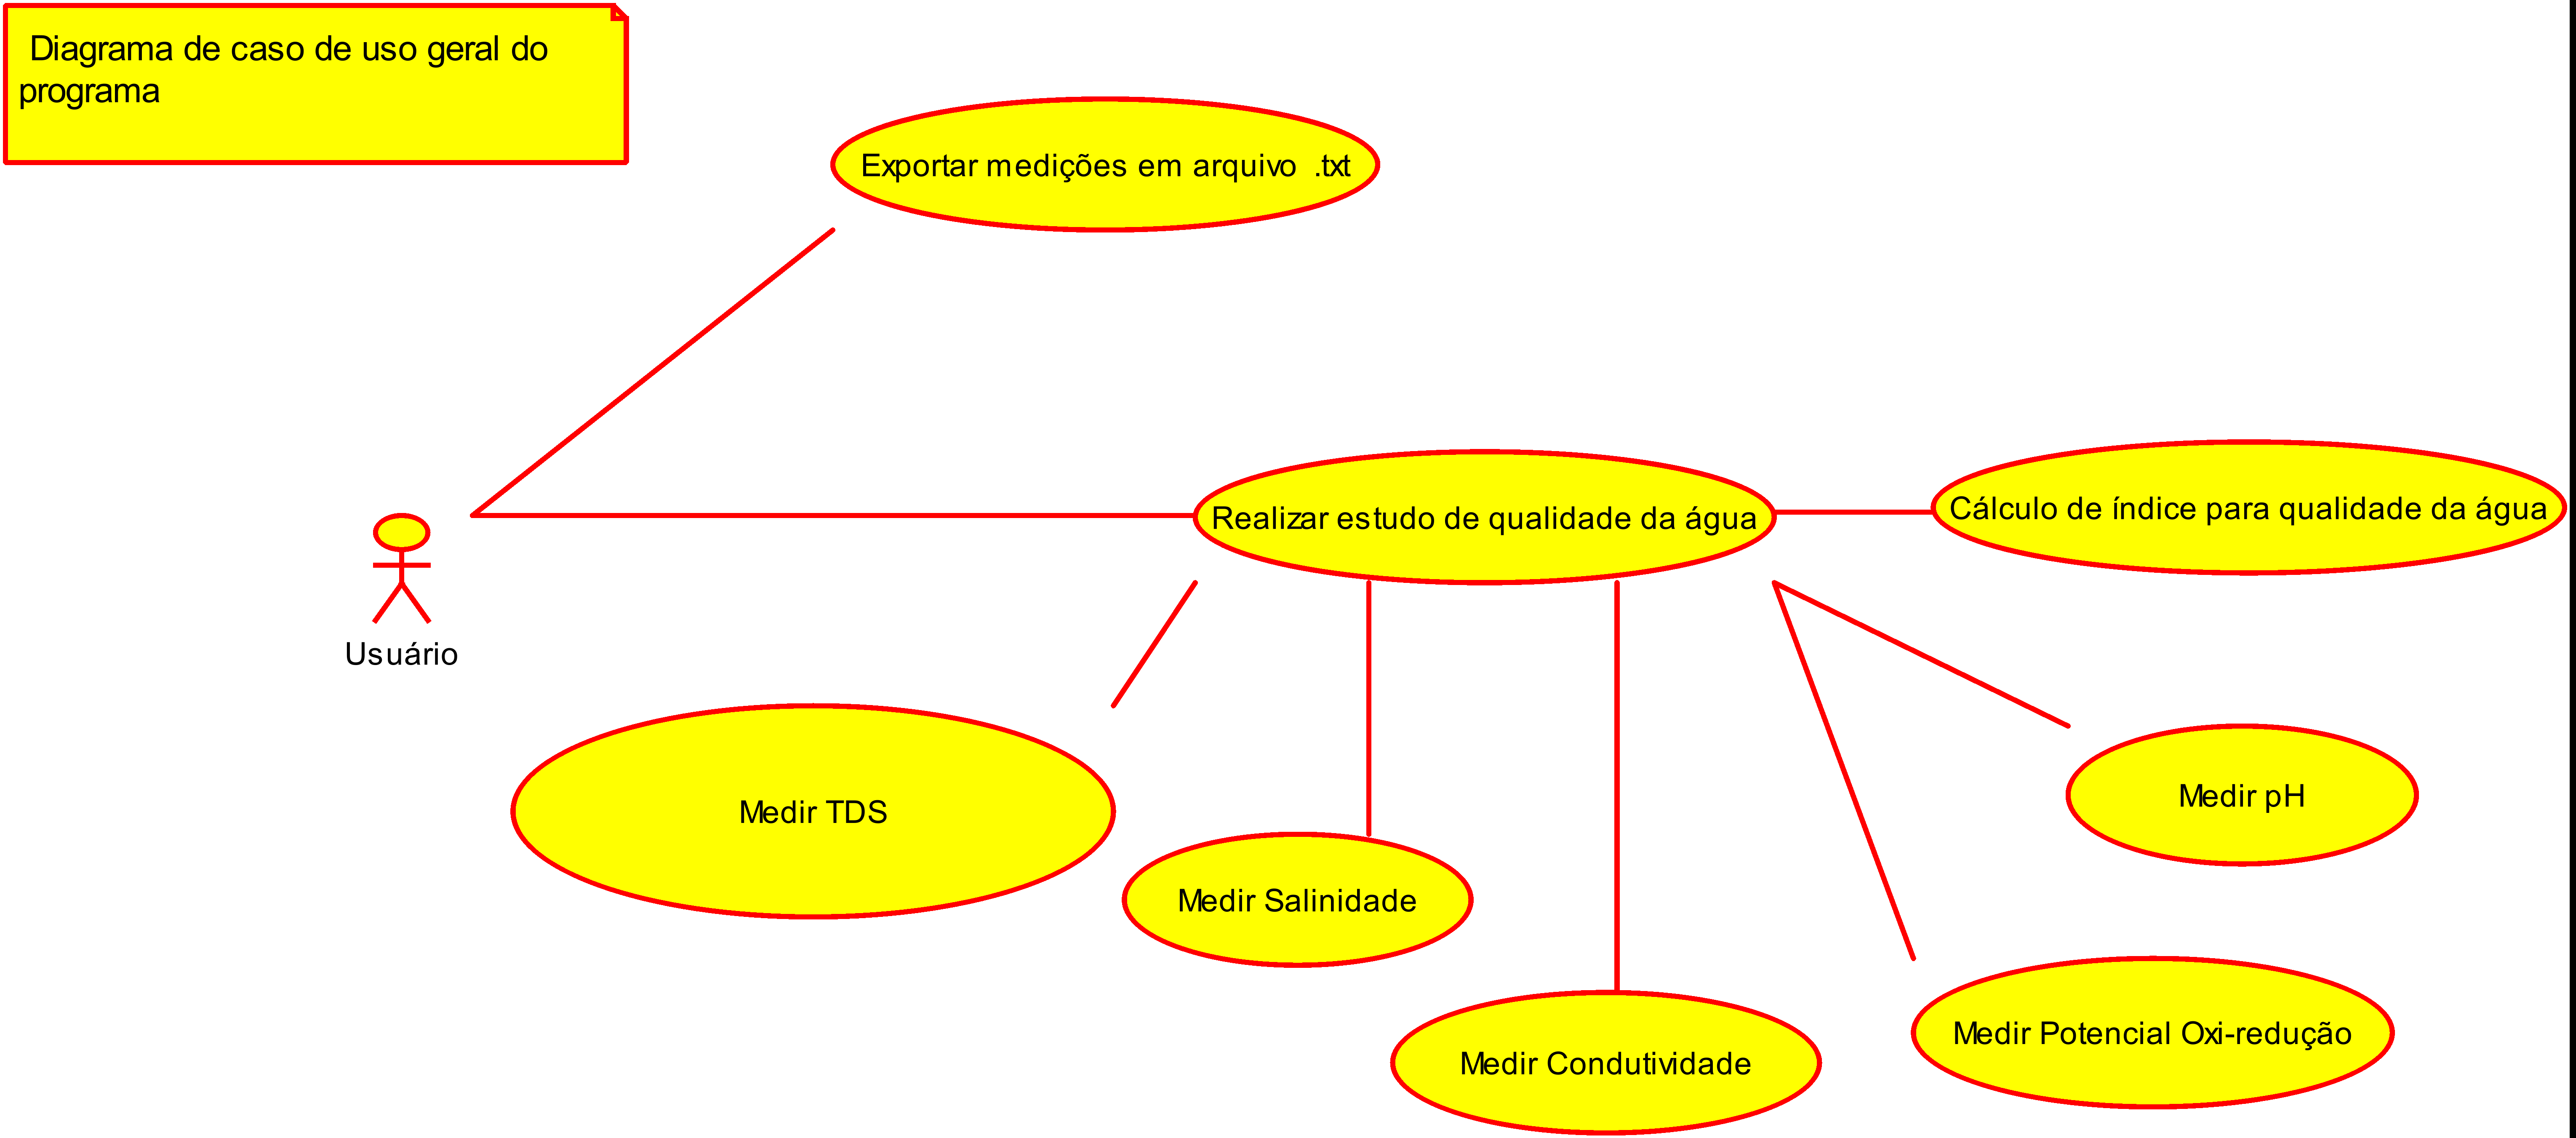 Diagrama de caso de uso geral do
programa
Exportar medições em arquivo .txt
Realizar estudo de qualidade da água
Cálculo de índice para qualidade da água
Usuário
Medir TDS
Medir pH
Medir Salinidade
Medir Potencial Oxi-redução
Medir Condutividade